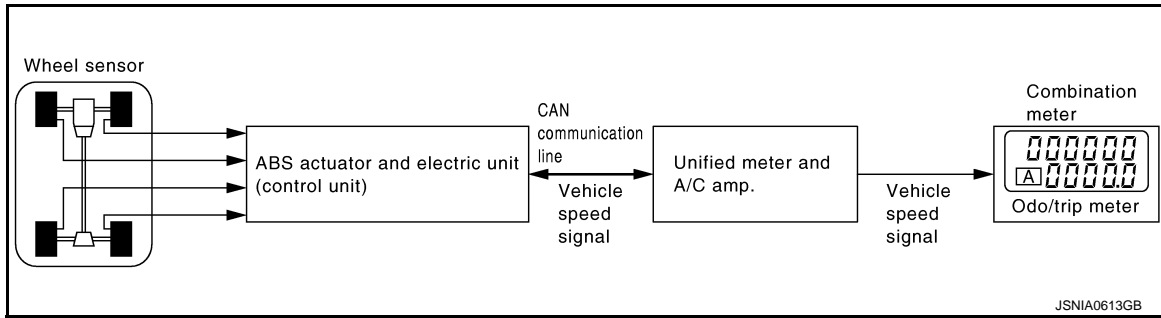 Wheel sensor
ABS actuator and electric unit
(control unit)
CAN
communication
line
Vehicle
speed
signal
Unified meter and
A/C amp.
Vehicle
speed
signal
Combination
meter
000000
A 0000.0
Odo/trip meter
JSNIA0613GB